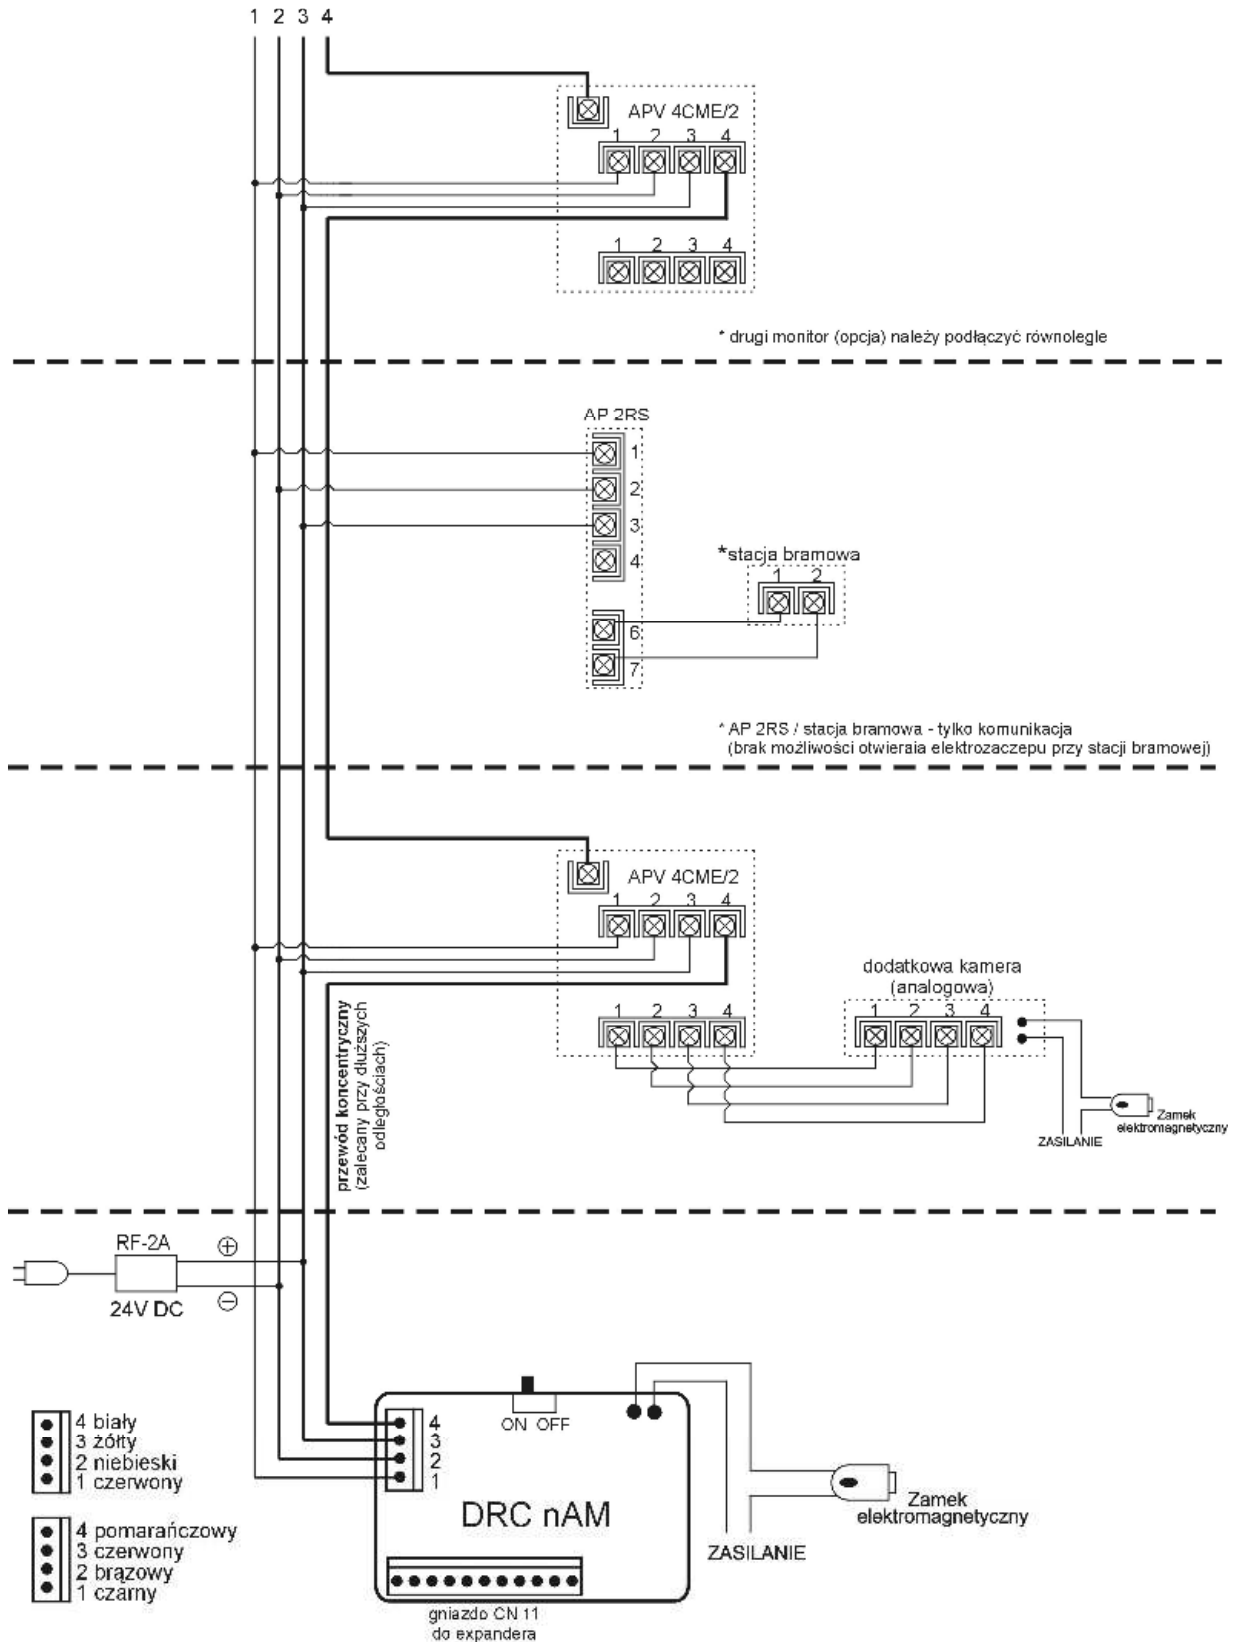 1 2 3 4
APV 4CME/2
1 2 3 4
1 2 3 4
* drugi monitor (opcja) należy podłączyć równolegle
AP 2RS
1
2
3
4
6
7
*stacja bramowa
1 2
* AP 2RS / stacja bramowa - tylko komunikacja
(brak możliwości otwieraia elektrozaczepu przy stacji bramowej)
APV 4CME/2
1 2 3 4
1 2 3 4
dodatkowa kamera
(analogowa)
1 2 3 4
Zamek
elektromagnetyczny
ZASILANIE
przewód koncentryczny
(zalecany przy dłuższych
odległościach)
RF-2A
+
24V DC
−
4 biały
3 żółty
2 niebieski
1 czerwony
4 pomarańczowy
3 czerwony
2 brązowy
1 czarny
ON OFF
4
3
2
1
DRC nAM
Zamek
elektromagnetyczny
ZASILANIE
gniazdo CN 11
do expandera